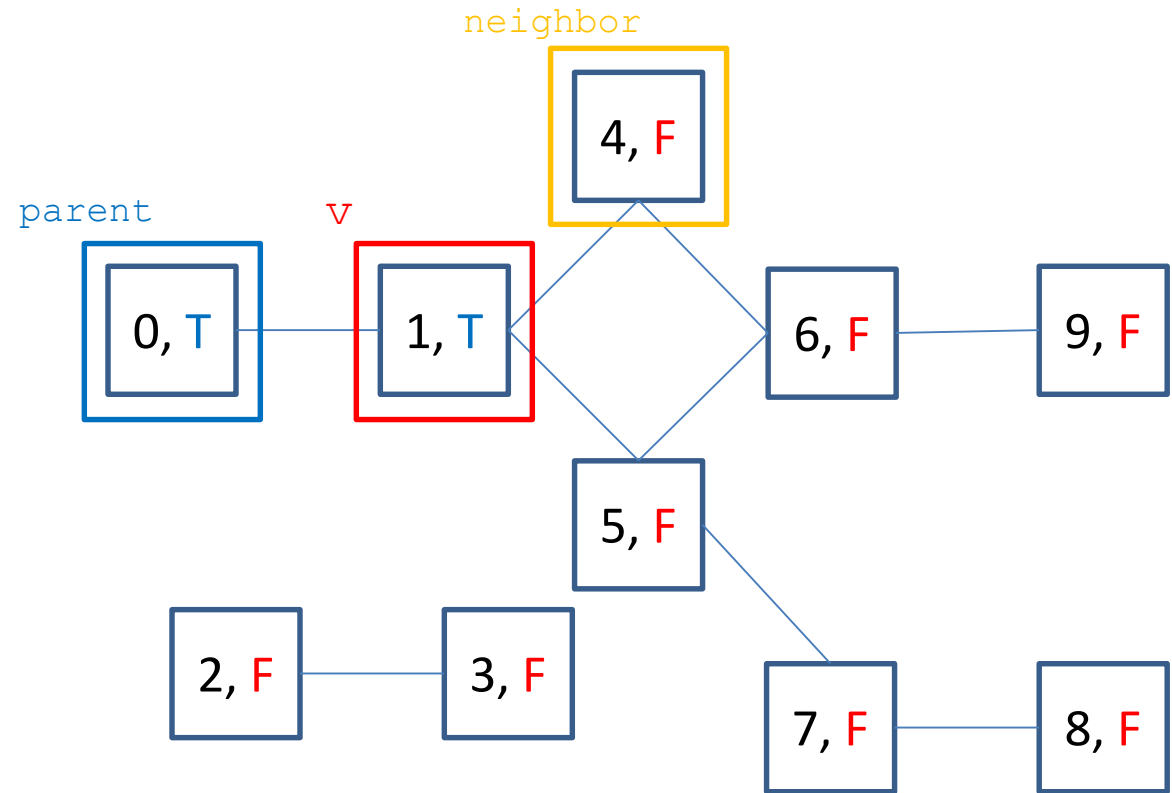 neighbor
4, F
parent
v
0, T
1, T
6, F
9, F
5, F
2, F
3, F
7, F
8, F